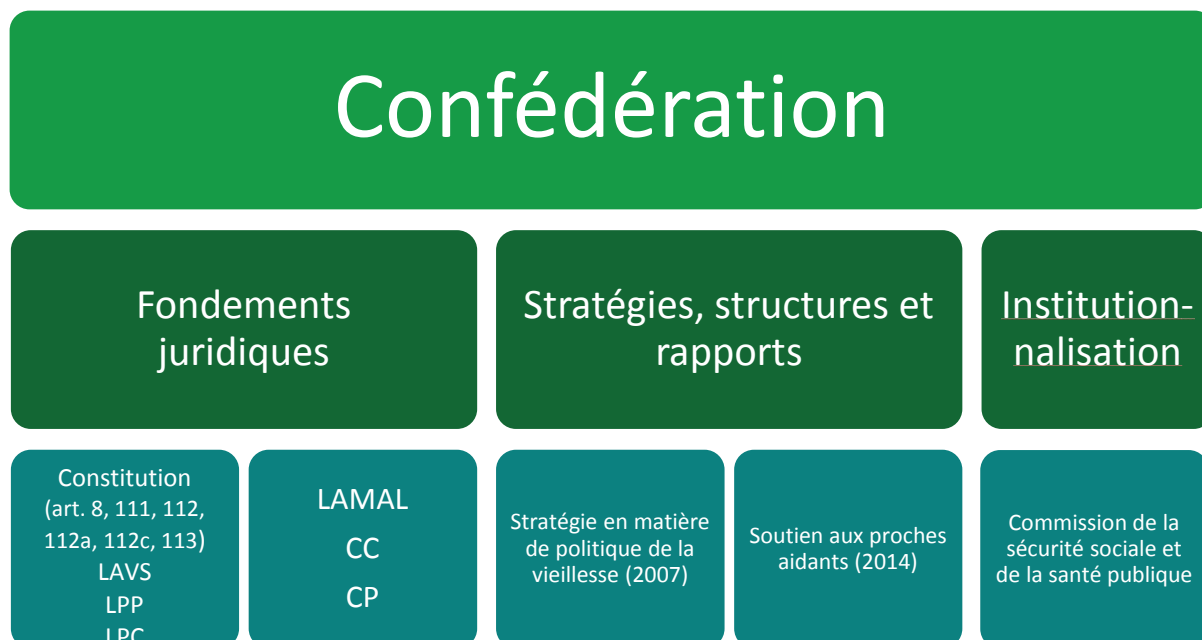 Confédération
Fondements
juridiques
Stratégies, structures et
rapports
Institution-
nalisation
Constitution
(art. 8, 111, 112,
112a, 112c, 113)
LAVS
LPP
LPC
LAMAL
CC
CP
Stratégie en matière
de politique de la
vieillesse (2007)
Soutien aux proches
aidants (2014)
Commission de la
sécurité sociale et
de la santé publique